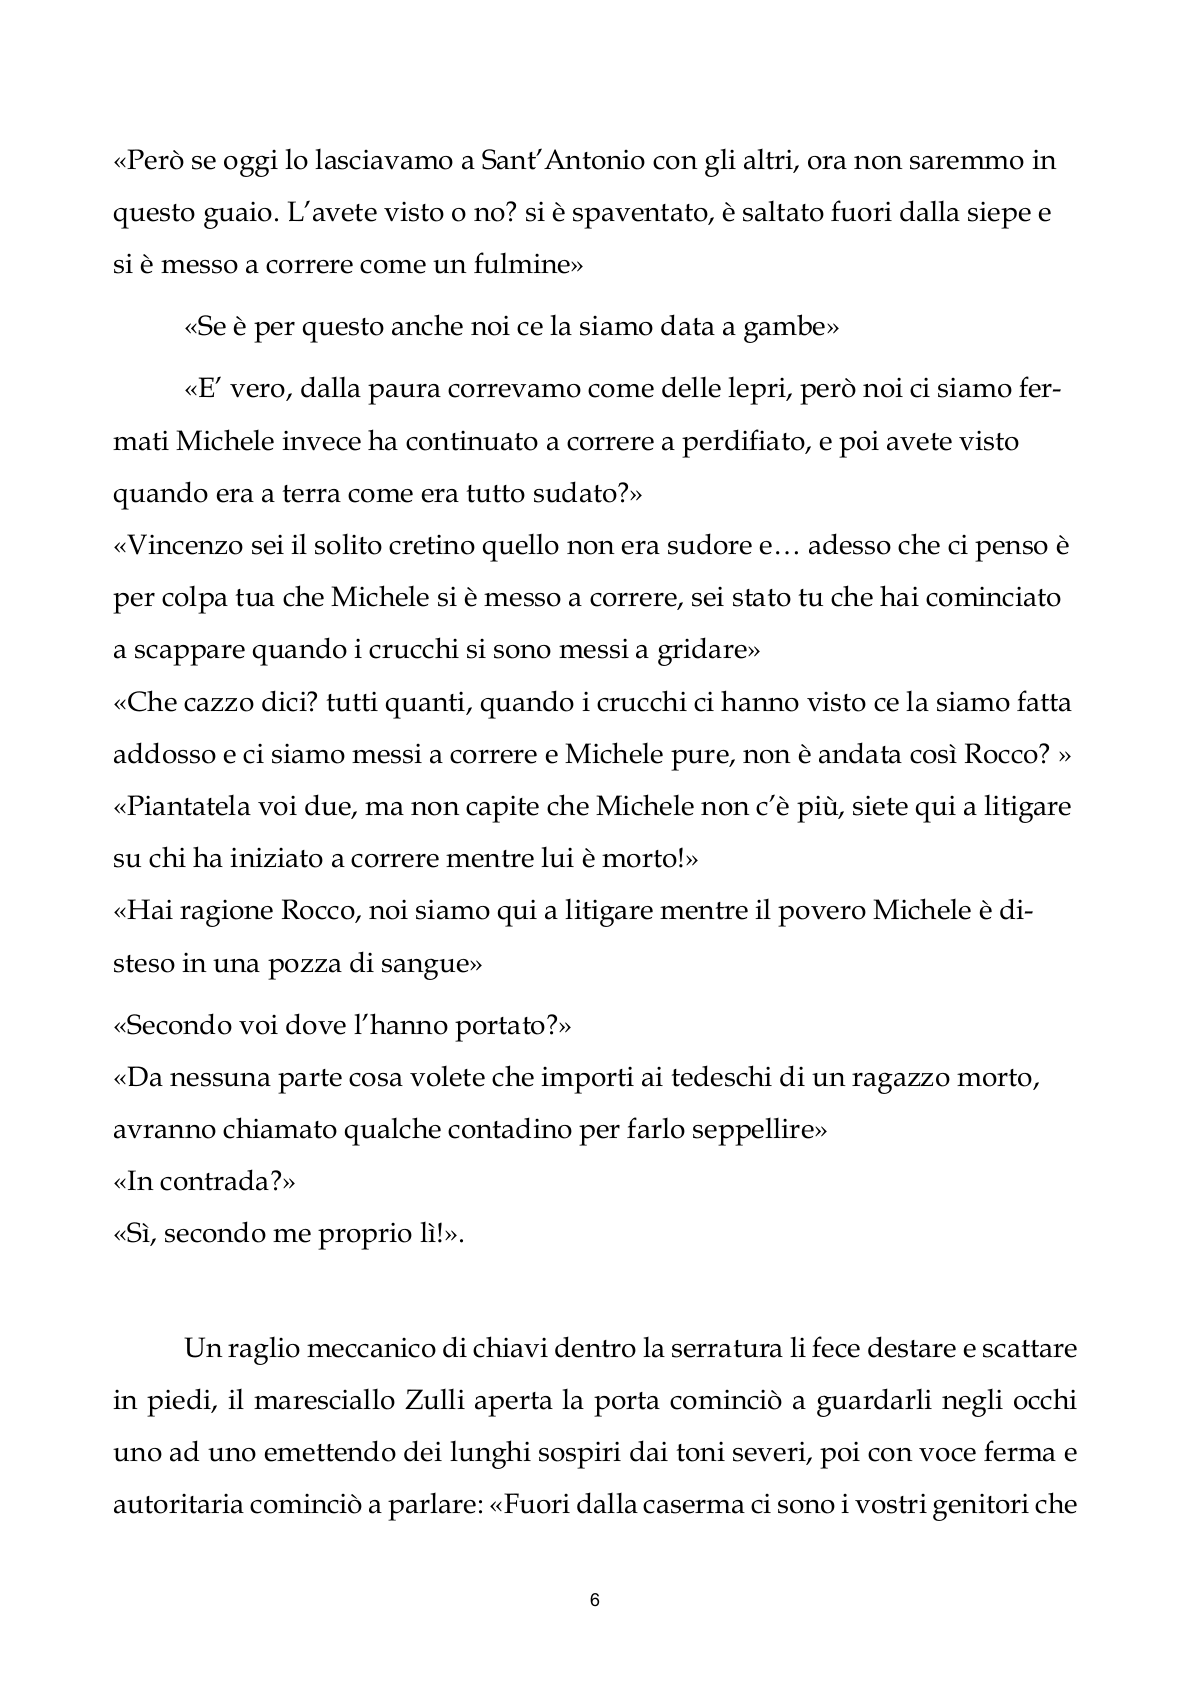 «Però se oggi lo lasciavamo a Sant’Antonio con gli altri, ora non saremmo in
questo guaio. L’avete visto o no? si è spaventato, è saltato fuori dalla siepe e
si è messo a correre come un fulmine»
«Se è per questo anche noi ce la siamo data a gambe»
«E’ vero, dalla paura correvamo come delle lepri, però noi ci siamo fer-
mati Michele invece ha continuato a correre a perdifiato, e poi avete visto
quando era a terra come era tutto sudato?»
«Vincenzo sei il solito cretino quello non era sudore e… adesso che ci penso è
per colpa tua che Michele si è messo a correre, sei stato tu che hai cominciato
a scappare quando i crucchi si sono messi a gridare»
«Che cazzo dici? tutti quanti, quando i crucchi ci hanno visto ce la siamo fatta
addosso e ci siamo messi a correre e Michele pure, non è andata così Rocco? »
«Piantatela voi due, ma non capite che Michele non c’è più, siete qui a litigare
su chi ha iniziato a correre mentre lui è morto!»
«Hai ragione Rocco, noi siamo qui a litigare mentre il povero Michele è di-
steso in una pozza di sangue»
«Secondo voi dove l’hanno portato?»
«Da nessuna parte cosa volete che importi ai tedeschi di un ragazzo morto,
avranno chiamato qualche contadino per farlo seppellire»
«In contrada?»
«Sì, secondo me proprio lì!».
Un raglio meccanico di chiavi dentro la serratura li fece destare e scattare
in piedi, il maresciallo Zulli aperta la porta cominciò a guardarli negli occhi
uno ad uno emettendo dei lunghi sospiri dai toni severi, poi con voce ferma e
autoritaria cominciò a parlare: «Fuori dalla caserma ci sono i vostri genitori che
6